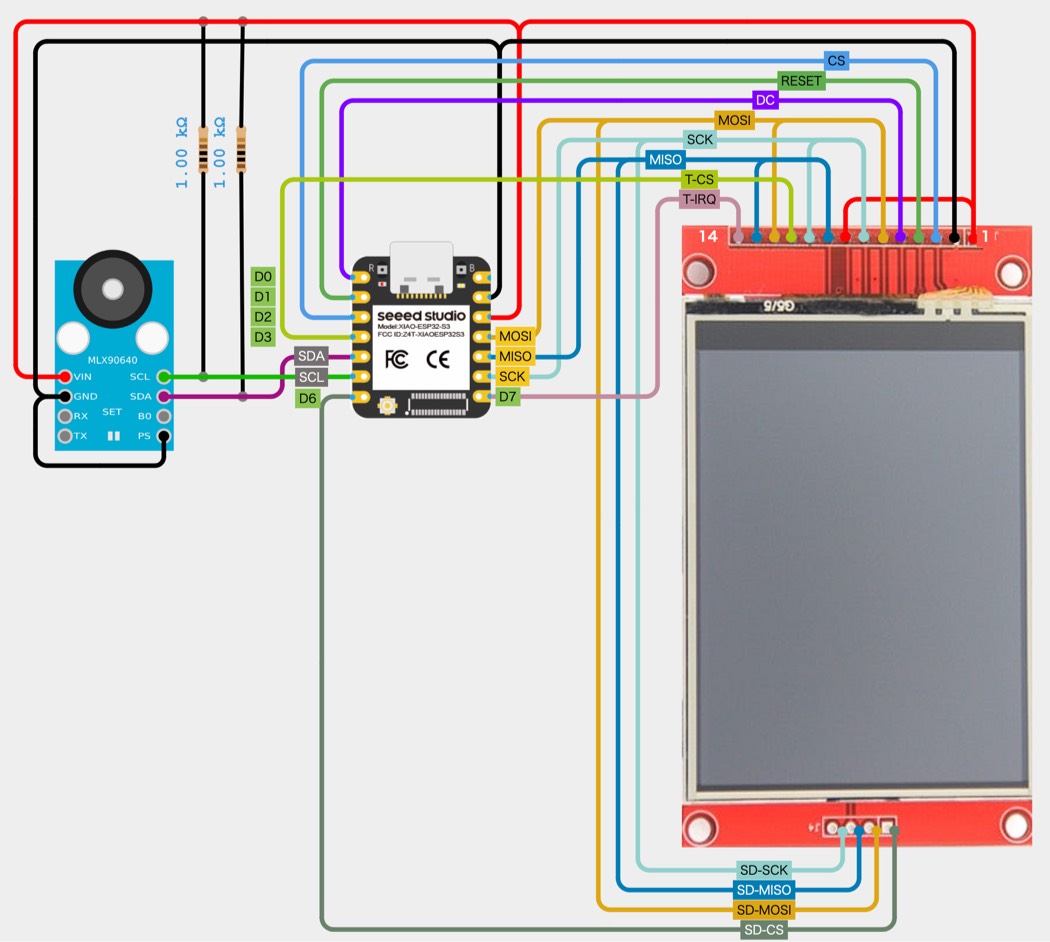 CS
RESET
DC
MOSI
SCK
MISO
T-CS
T-IRQ
1.00 kΩ
1.00 kΩ
14
1
G5/5
R
B
seeed studio
Model:XIAO-ESP32-S3
FCC ID:Z4T-XIAOESP32S3
FC CE
D0
D1
D2
D3
SDA
SCL
D6
MOSI
MISO
SCK
D7
MLX90640
VIN
SCL
GND
SDA
SET
RX
B0
TX
PS
SD-SCK
SD-MISO
SD-MOSI
SD-CS